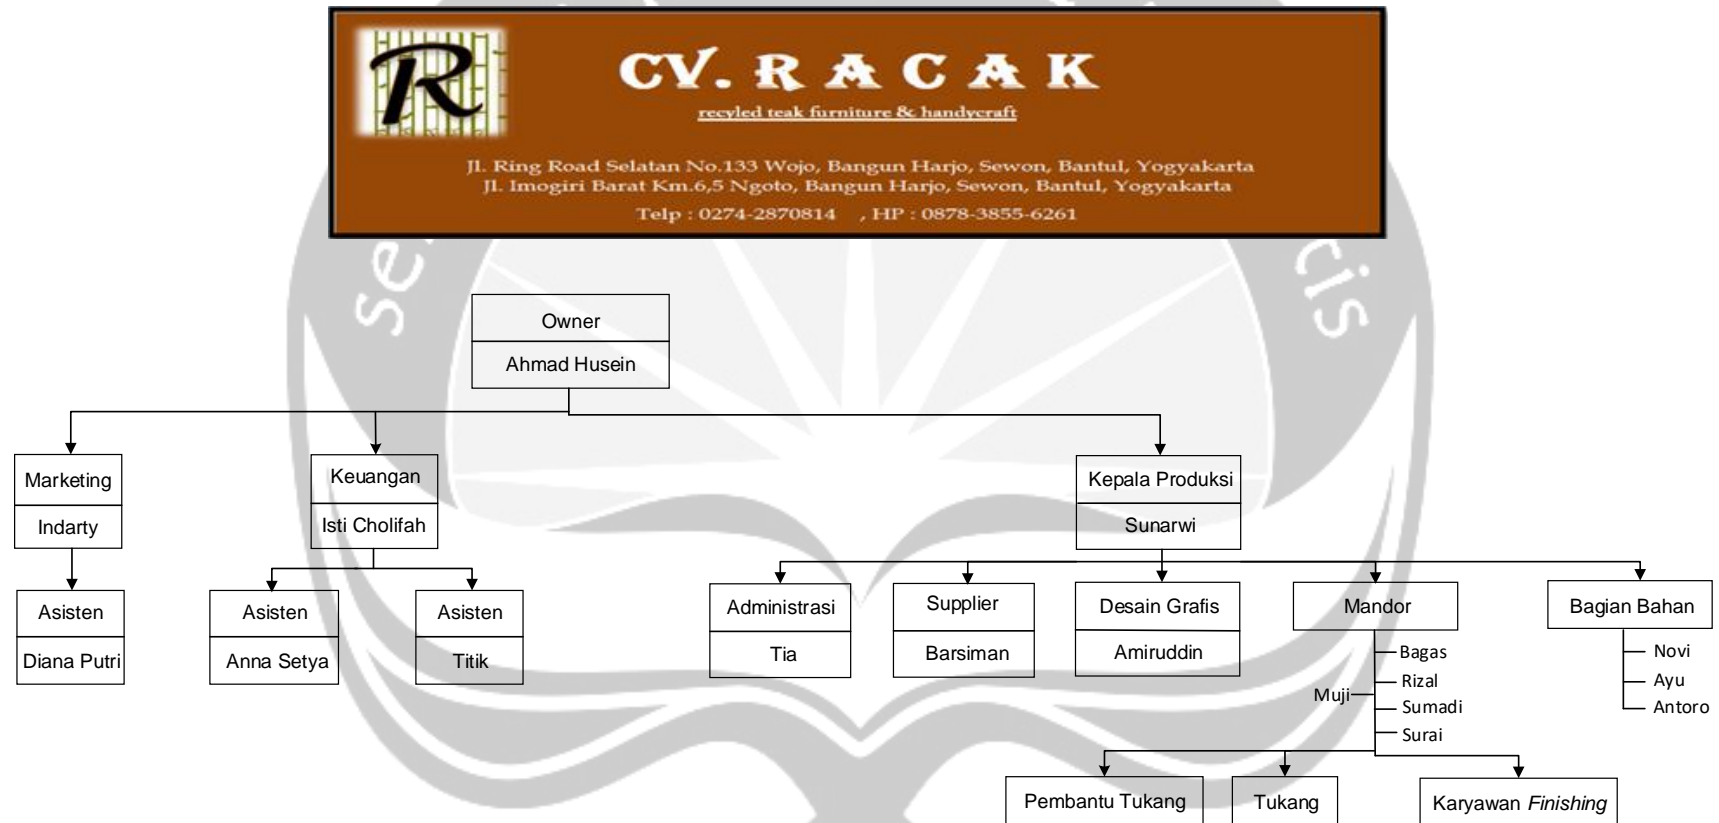 R
CV. R A C A K
recyled teak furniture & handycraft
Jl. Ring Road Selatan No.133 Wojo, Bangun Harjo, Sewon, Bantul, Yogyakarta
Jl. Imogiri Barat Km.6,5 Ngoto, Bangun Harjo, Sewon, Bantul, Yogyakarta
Telp : 0274-2870814 , HP : 0878-3855-6261
Owner
Ahmad Husein
Marketing
Indarty
Keuangan
Isti Cholifah
Kepala Produksi
Sunarwi
Asisten
Diana Putri
Asisten
Anna Setya
Asisten
Titik
Administrasi
Tia
Supplier
Barsiman
Desain Grafis
Amiruddin
Mandor
Bagas
Rizal
Muji
Sumadi
Surai
Bagian Bahan
Novi
Ayu
Antoro
Pembantu Tukang
Tukang
Karyawan Finishing